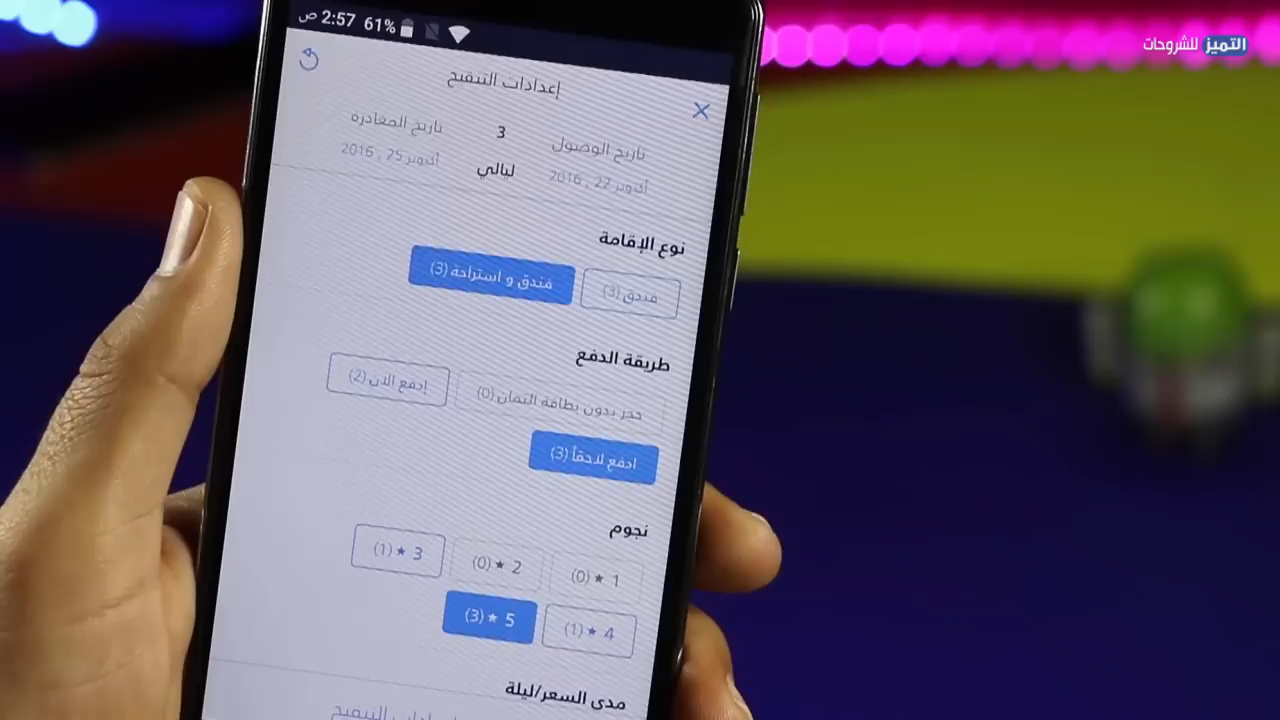 التميز للشروحات
2:57 ص 61%
إعدادات التنقيح
تاريخ الوصول 3 تاريخ المغادرة
أكتوبر 22 , 2016 ليالي أكتوبر 25 , 2016
نوع الإقامة
فندق (3) فندق و استراحة (3)
طريقة الدفع
حجز بدون بطاقة ائتمان (0) إدفع الان (2)
ادفع لاحقاً (3)
نجوم
1 ★ (0) 2 ★ (0) 3 ★ (1)
4 ★ (1) 5 ★ (3)
مدى السعر/ليلة